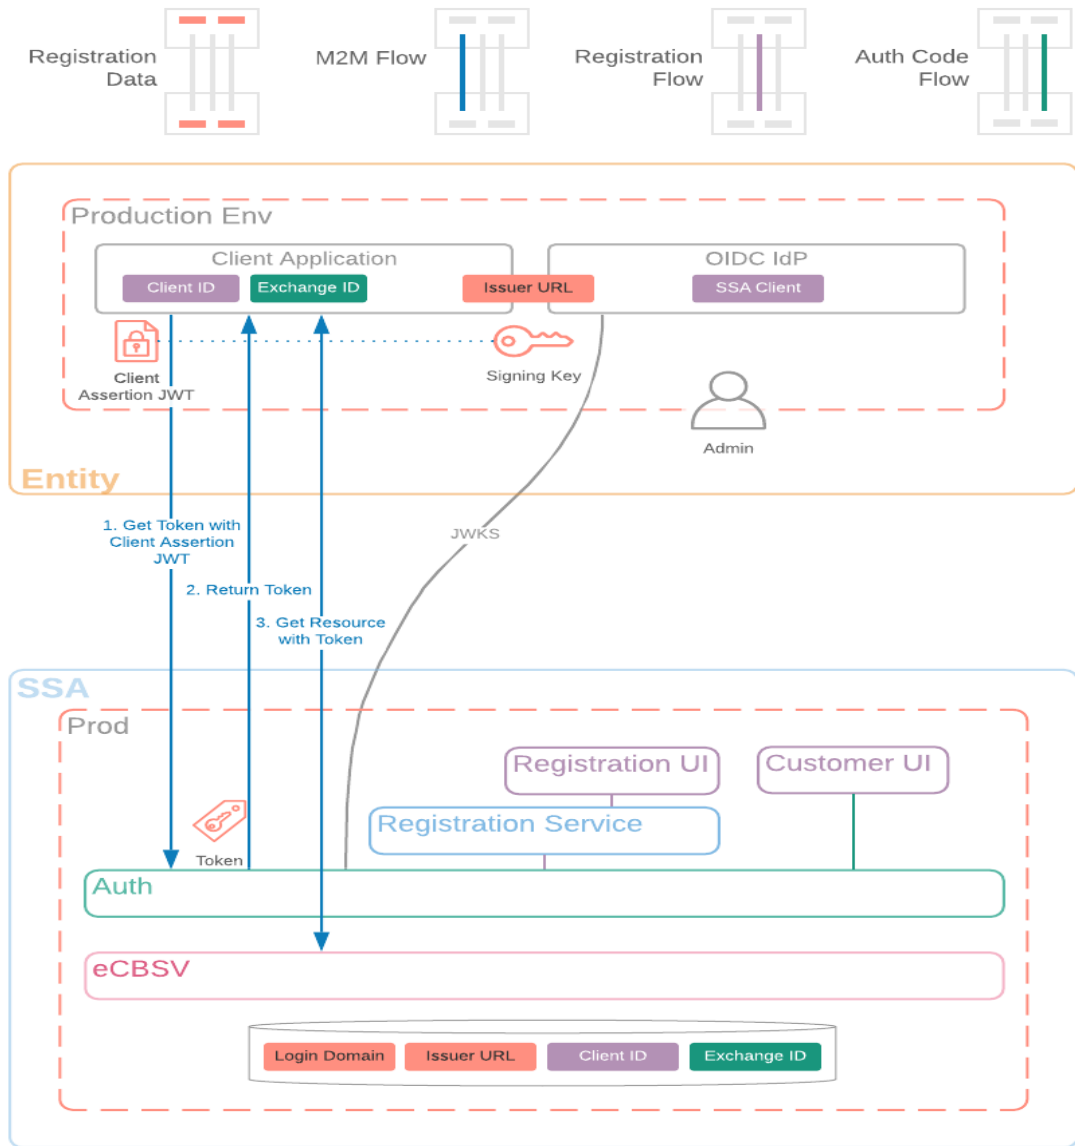 Registration
Data
M2M Flow
Registration
Flow
Auth Code
Flow
Production Env
Client Application
OIDC IdP
Client ID
Exchange ID
Issuer URL
SSA Client
Client
Assertion JWT
Signing Key
Admin
Entity
1. Get Token with
Client Assertion
JWT
JWKS
2. Return Token
3. Get Resource
with Token
SSA
Prod
Registration UI
Customer UI
Registration Service
Token
Auth
eCBSV
Login Domain
Issuer URL
Client ID
Exchange ID